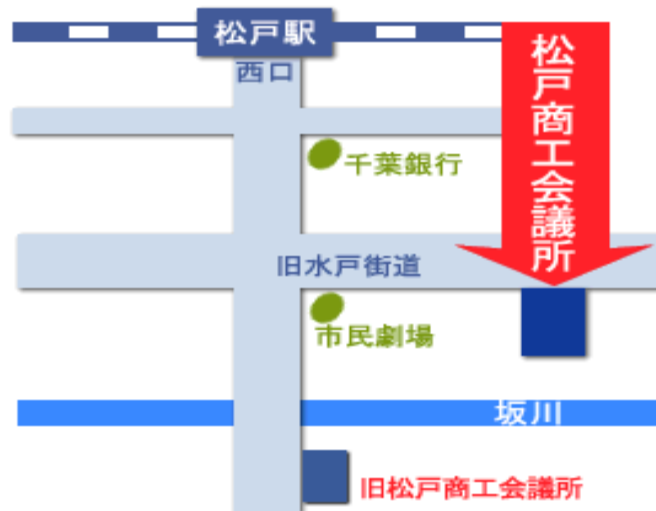 松戸駅
西口
松戸商工会議所
千葉銀行
旧水戸街道
市民劇場
坂川
旧松戸商工会議所